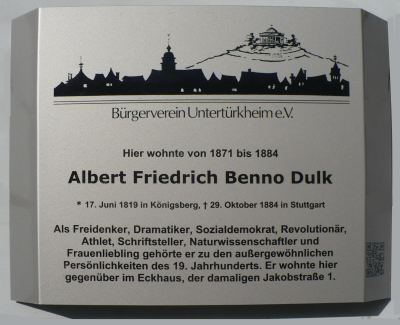 Bürgerverein Untertürkheim e.V.
Hier wohnte von 1871 bis 1884
Albert Friedrich Benno Dulk
* 17. Juni 1819 in Königsberg, † 29. Oktober 1884 in Stuttgart
Als Freidenker, Dramatiker, Sozialdemokrat, Revolutionär,
Athlet, Schriftsteller, Naturwissenschaftler und
Frauenliebling gehörte er zu den außergewöhnlichen
Persönlichkeiten des 19. Jahrhunderts. Er wohnte hier
gegenüber im Eckhaus, der damaligen Jakobstraße 1.